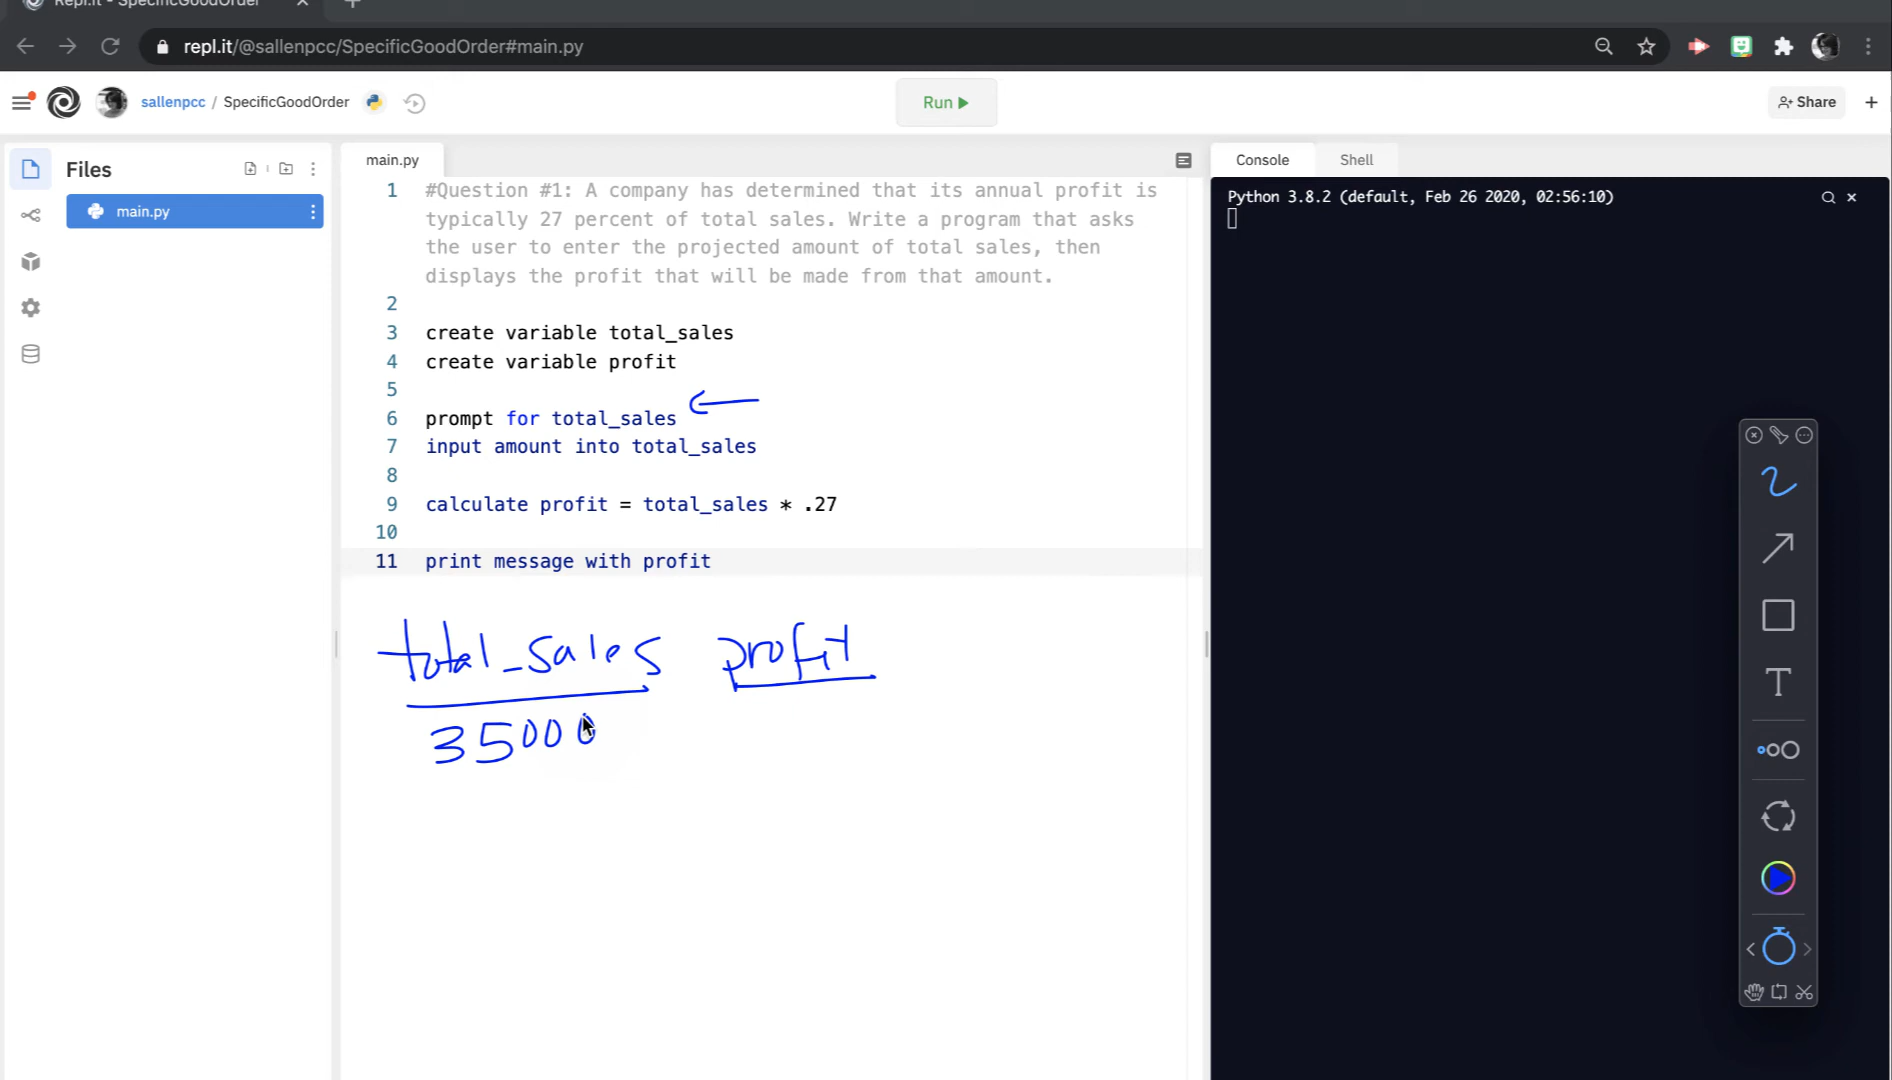 Repl.it - SpecificGoodOrder
repl.it/@sallenpcc/SpecificGoodOrder#main.py
sallenpcc / SpecificGoodOrder
Run
Share
Files
main.py
main.py
Console
Shell
1 #Question #1: A company has determined that its annual profit is
typically 27 percent of total sales. Write a program that asks
the user to enter the projected amount of total sales, then
displays the profit that will be made from that amount.
2
3 create variable total_sales
4 create variable profit
5
6 prompt for total_sales
7 input amount into total_sales
8
9 calculate profit = total_sales * .27
10
11 print message with profit
total_sales profit
35000
Python 3.8.2 (default, Feb 26 2020, 02:56:10)
T